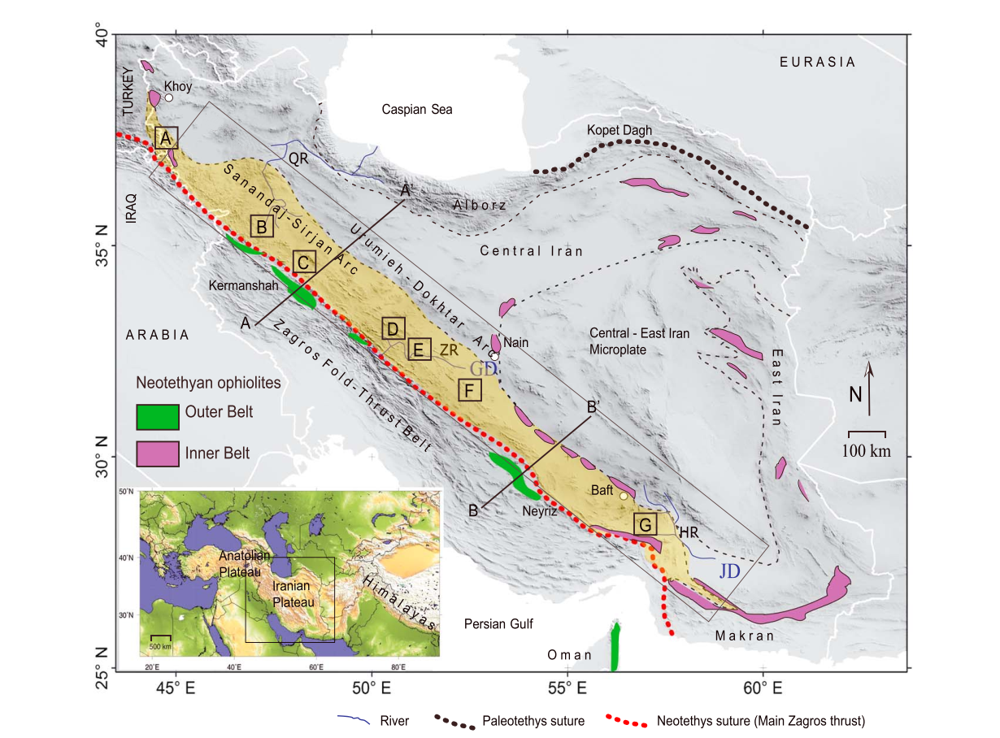 40°
EURASIA
TURKEY
Khoy
Caspian Sea
Kopet Dagh
A
QR
Sanandaj-Sirjan Arc
A'
Alborz
IRAQ
B
Urumieh - Dokhtar Arc
35° N
Central Iran
C
Kermanshah
A
ARABIA
Zagros Fold-Thrust Belt
D
E
ZR
Nain
GD
Central - East Iran
Microplate
East Iran
F
Neotethyan ophiolites
Outer Belt
Inner Belt
B'
N
100 km
30° N
Baft
B
Neyriz
G
HR
JD
50°N
40°N
30°N
Anatolian
Plateau
Iranian
Plateau
Himalayas
500 km
20°E
40°E
60°E
80°E
Persian Gulf
Makran
Oman
25° N
45° E
50° E
55° E
60° E
River
Paleotethys suture
Neotethys suture (Main Zagros thrust)